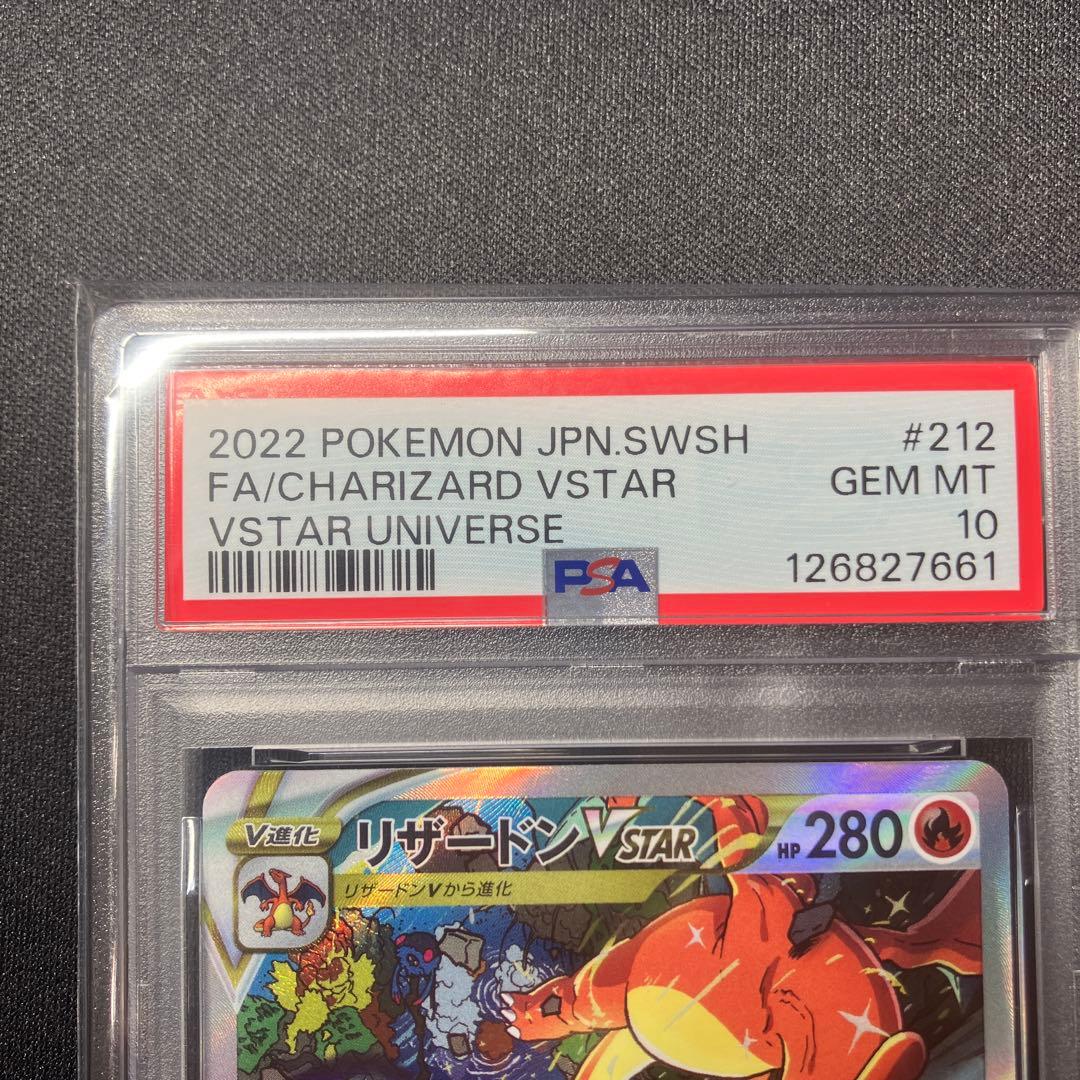 2022 POKEMON JPN.SWSH #212
FA/CHARIZARD VSTAR GEM MT
VSTAR UNIVERSE 10
PSA 126827661
V進化 リザードンVSTAR HP 280
リザードンVから進化